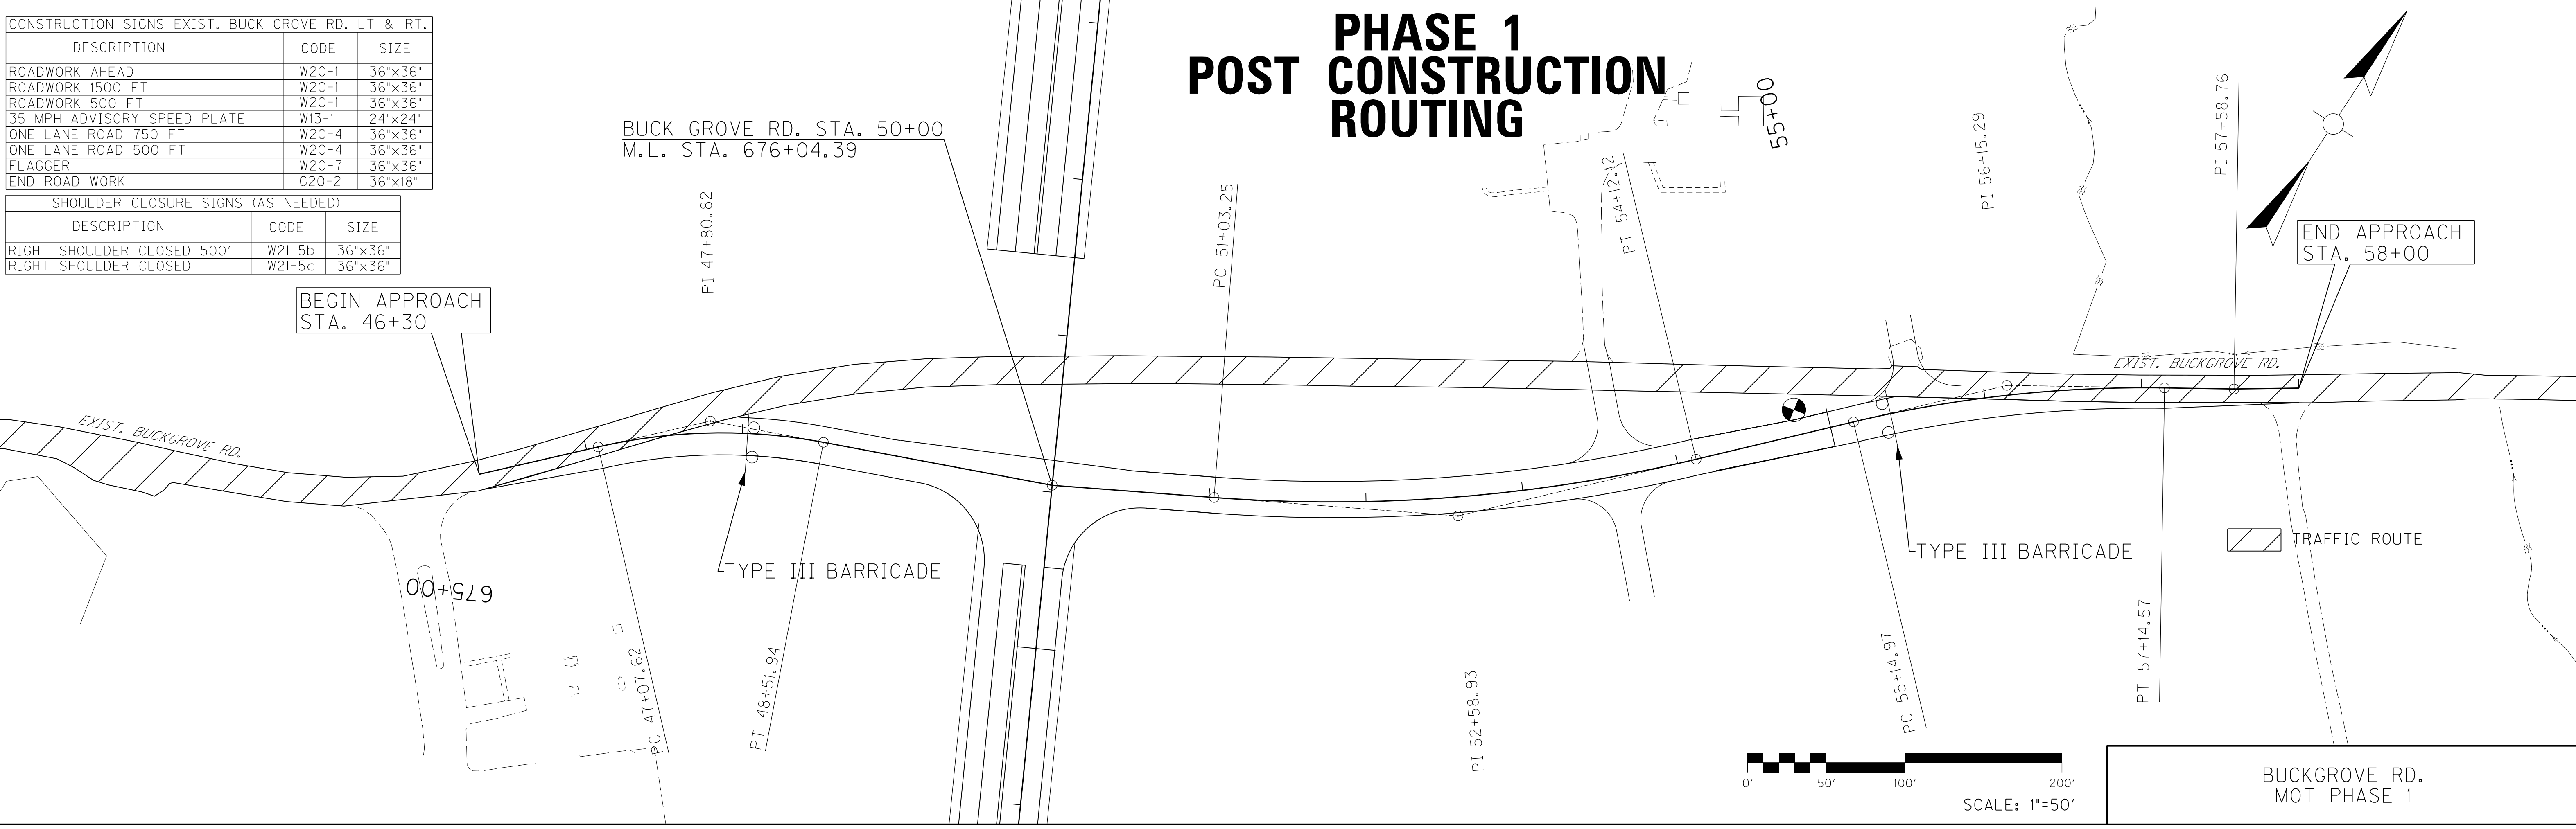 CONSTRUCTION SIGNS EXIST. BUCK GROVE RD. LT & RT.
DESCRIPTION CODE SIZE
ROADWORK AHEAD W20-1 36"x36"
ROADWORK 1500 FT W20-1 36"x36"
ROADWORK 500 FT W20-1 36"x36"
35 MPH ADVISORY SPEED PLATE W13-1 24"x24"
ONE LANE ROAD 750 FT W20-4 36"x36"
ONE LANE ROAD 500 FT W20-4 36"x36"
FLAGGER W20-7 36"x36"
END ROAD WORK G20-2 36"x18"
SHOULDER CLOSURE SIGNS (AS NEEDED)
DESCRIPTION CODE SIZE
RIGHT SHOULDER CLOSED 500' W21-5b 36"x36"
RIGHT SHOULDER CLOSED W21-5a 36"x36"
PHASE 1
POST CONSTRUCTION
ROUTING
BUCK GROVE RD. STA. 50+00
M.L. STA. 676+04.39
BEGIN APPROACH
STA. 46+30
PI 47+80.82
PC 51+03.25
PT 54+12.12
55+00
PI 56+15.29
PI 57+58.76
END APPROACH
STA. 58+00
EXIST. BUCKGROVE RD.
EXIST. BUCKGROVE RD.
TYPE III BARRICADE
TYPE III BARRICADE
TRAFFIC ROUTE
675+00
PC 47+07.62
PT 48+51.94
PI 52+58.93
PC 55+14.97
PT 57+14.57
0' 50' 100' 200'
SCALE: 1"=50'
BUCKGROVE RD.
MOT PHASE 1